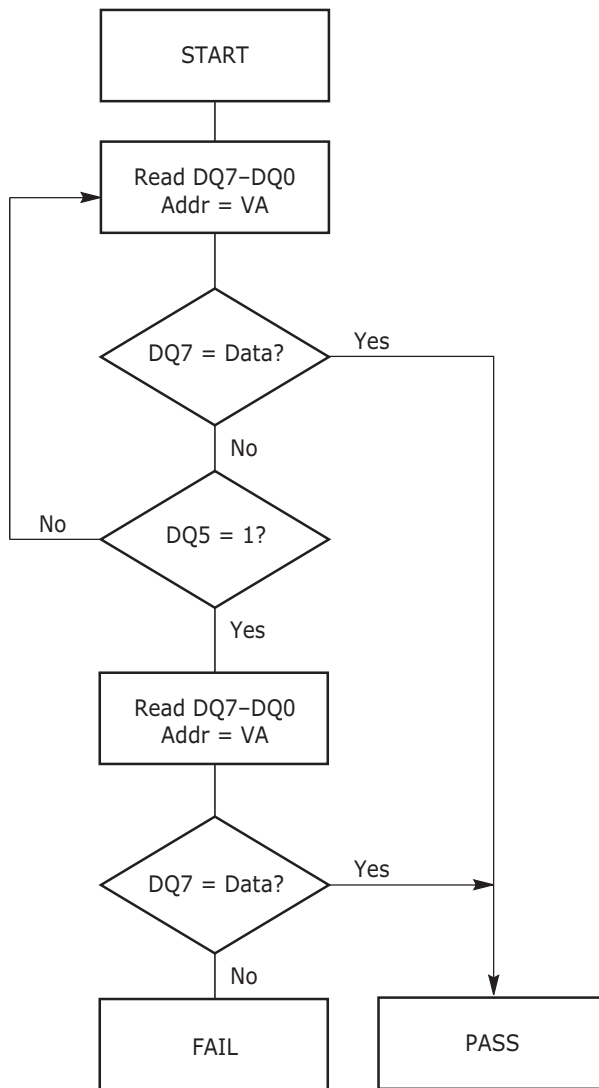 START
Read DQ7–DQ0
Addr = VA
DQ7 = Data?
Yes
No
No
DQ5 = 1?
Yes
Read DQ7–DQ0
Addr = VA
DQ7 = Data?
Yes
No
FAIL
PASS